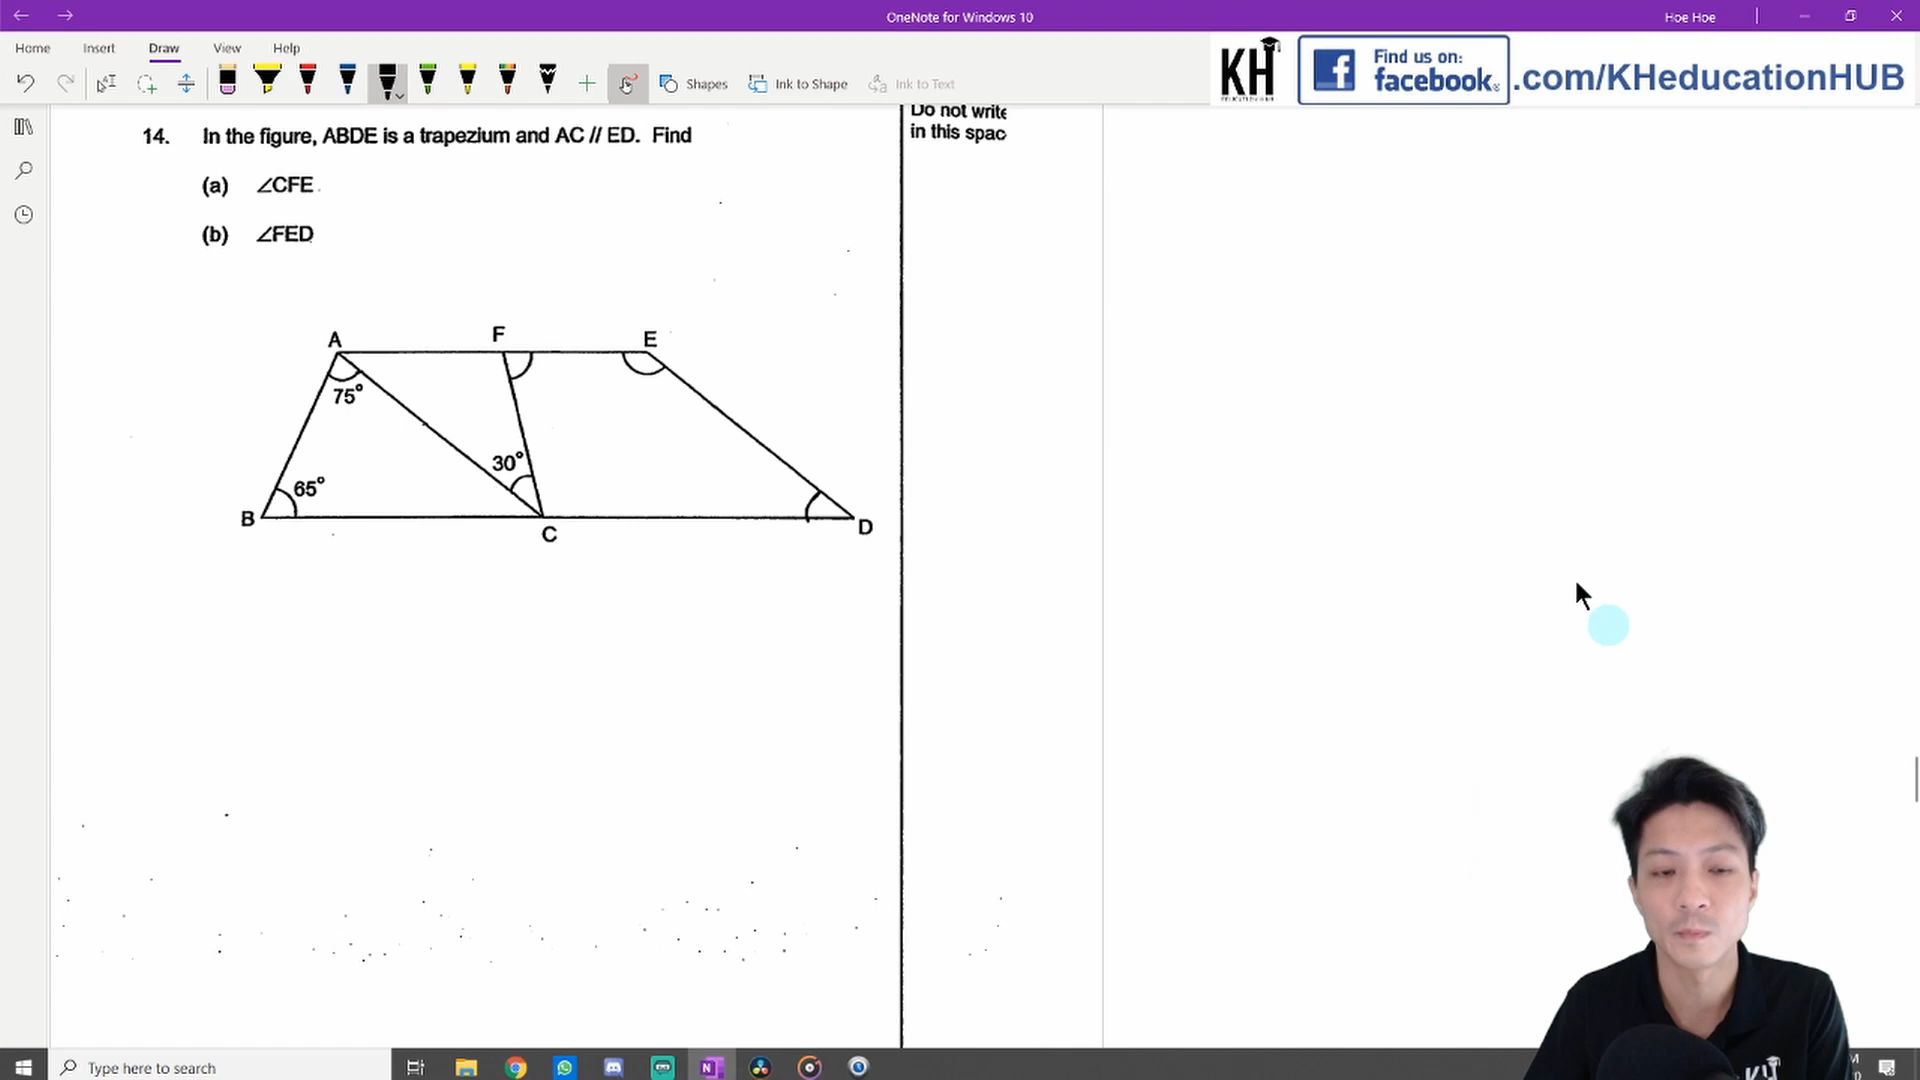 OneNote for Windows 10
Hoe Hoe
Home Insert Draw View Help
Shapes Ink to Shape Ink to Text
KH
EDUCATION HUB
Find us on:
facebook. .com/KHeducationHUB
Do not write
in this spac
14. In the figure, ABDE is a trapezium and AC // ED. Find
(a) ∠CFE
(b) ∠FED
A F E
75°
30°
65°
B C D
Type here to search